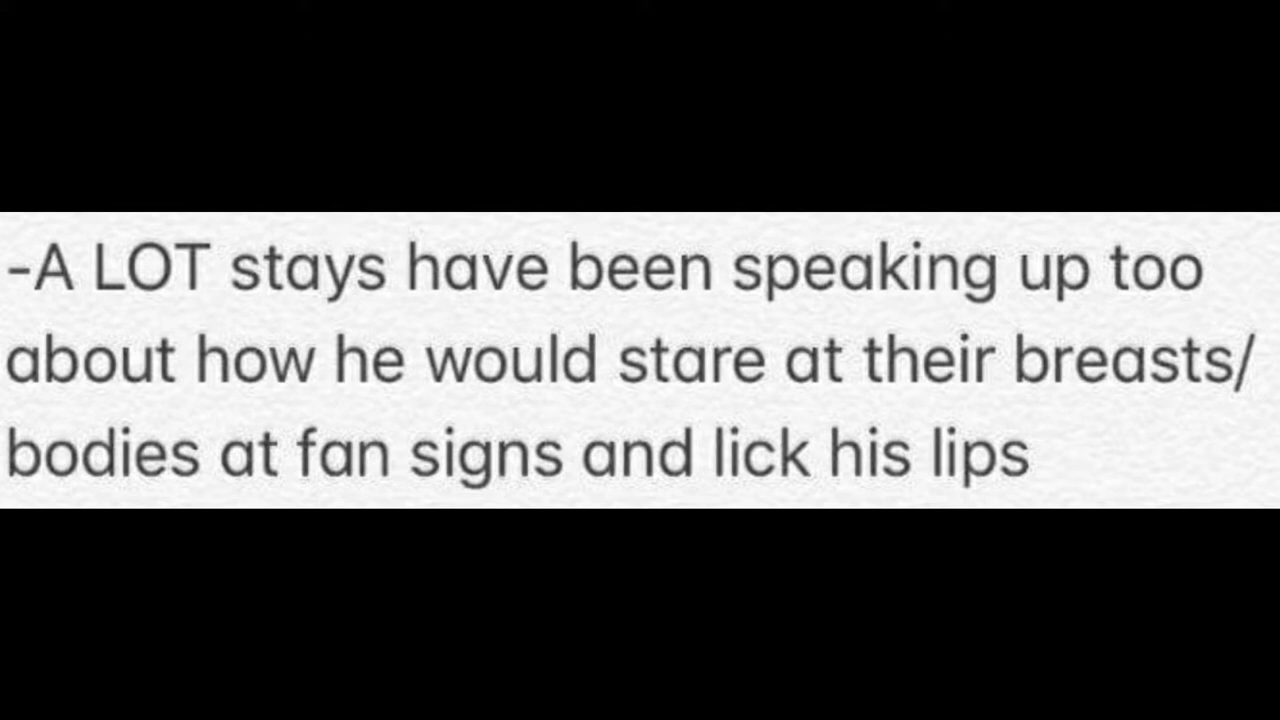 -A LOT stays have been speaking up too
about how he would stare at their breasts/
bodies at fan signs and lick his lips